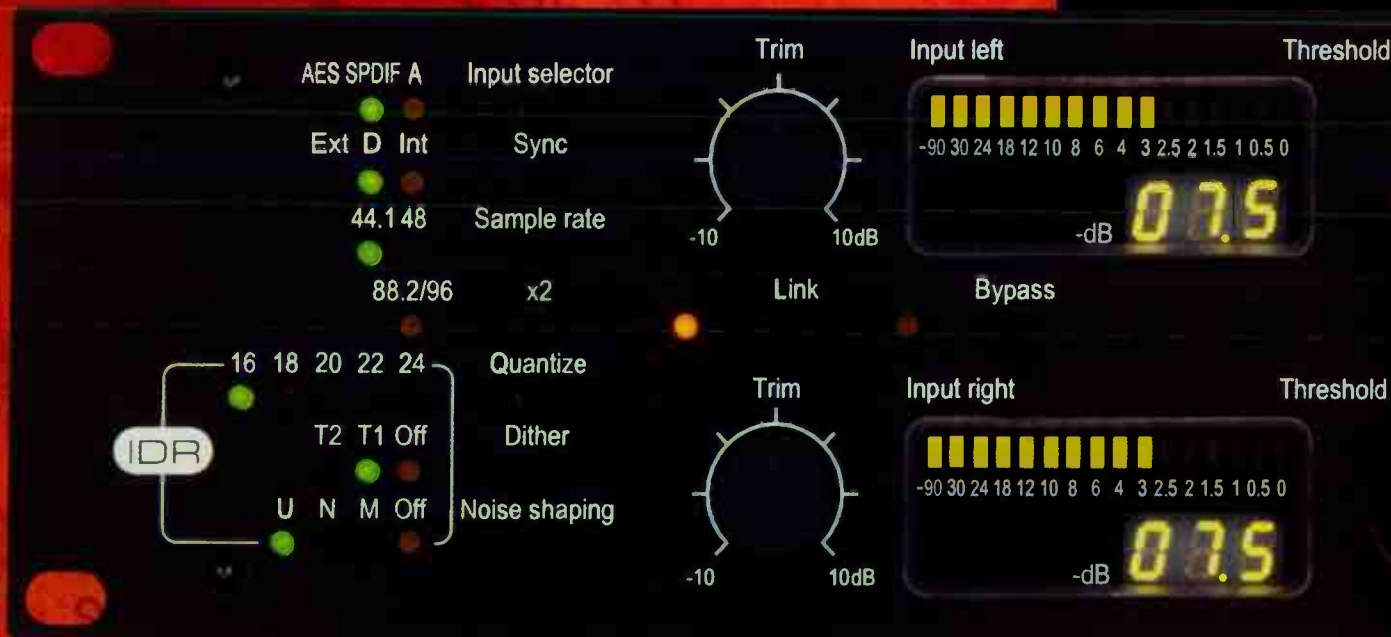 AES SPDIF A Input selector
Ext D Int Sync
44.1 48 Sample rate
88.2/96 x2
16 18 20 22 24 Quantize
IDR
T2 T1 Off Dither
U N M Off Noise shaping
Trim
-10 10dB
Input left Threshold
-90 30 24 18 12 10 8 6 4 3 2.5 2 1.5 1 0.5 0
-dB 07.5
Link Bypass
Trim
-10 10dB
Input right Threshold
-90 30 24 18 12 10 8 6 4 3 2.5 2 1.5 1 0.5 0
-dB 07.5